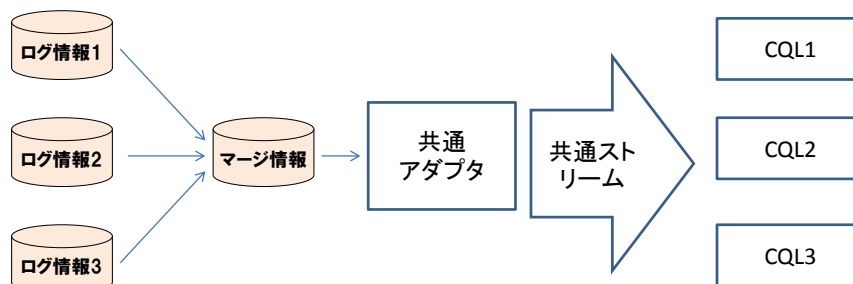 ログ情報1
ログ情報2
ログ情報3
マージ情報
共通
アダプタ
共通スト
リーム
CQL1
CQL2
CQL3